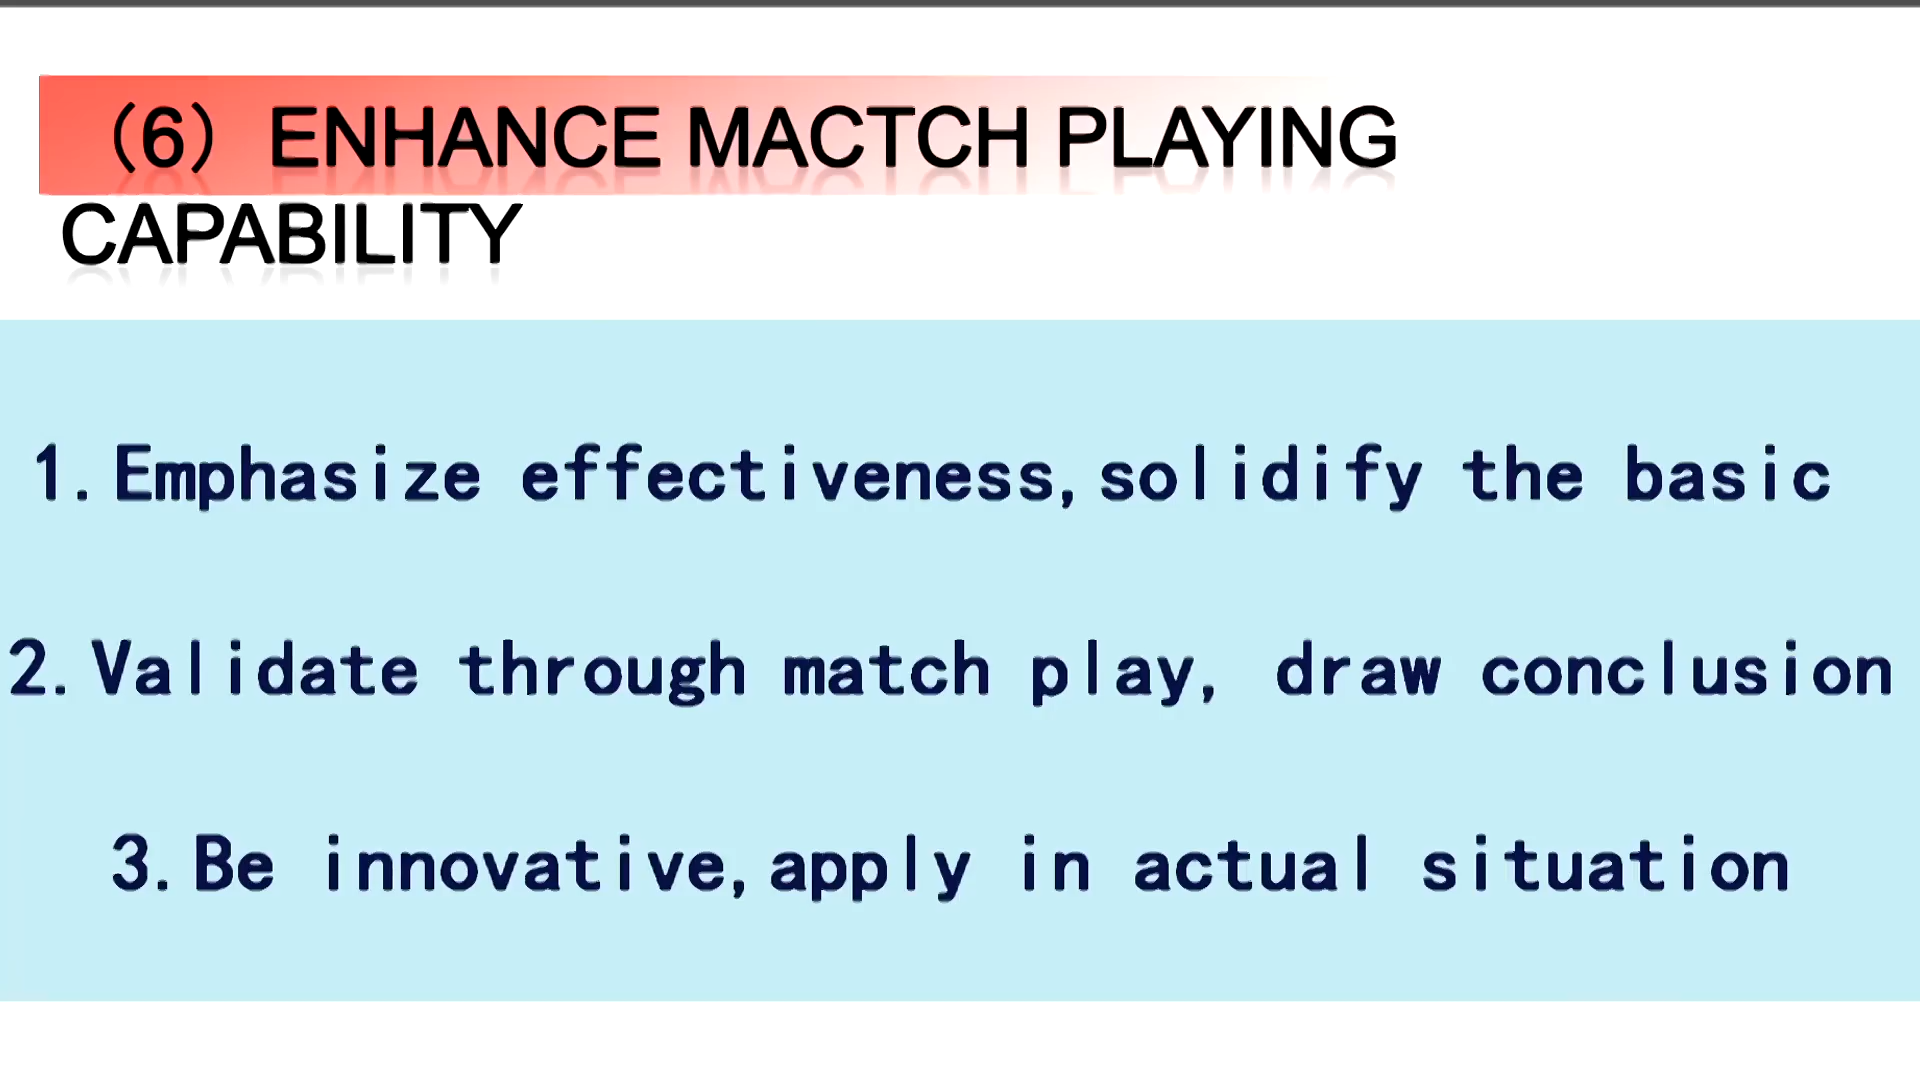 （6）ENHANCE MACTCH PLAYING
CAPABILITY
1.Emphasize effectiveness,solidify the basic
2.Validate through match play, draw conclusion
3.Be innovative,apply in actual situation